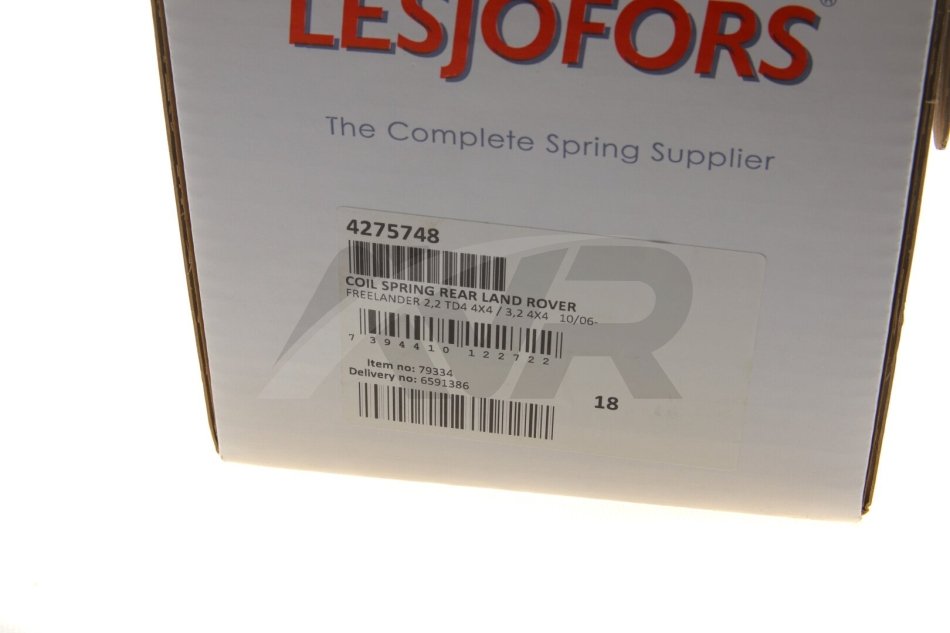 LESJÖFORS®
The Complete Spring Supplier
4275748
COIL SPRING REAR LAND ROVER
FREELANDER 2,2 TD4 4X4 / 3,2 4X4 10/06-
7 394410 122722
Item no: 79334
Delivery no: 6591386
18